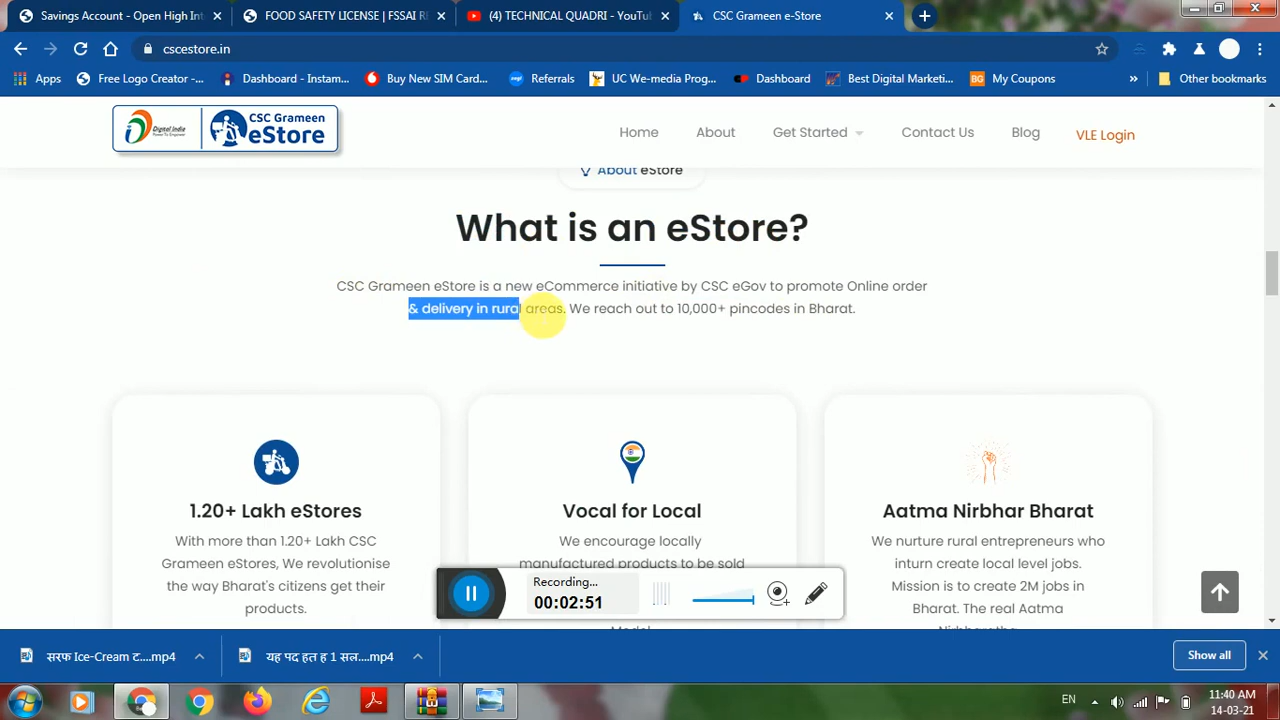 Savings Account - Open High Int
FOOD SAFETY LICENSE | FSSAI R
(4) TECHNICAL QUADRI - YouTu
CSC Grameen e-Store
cscestore.in
Apps
Free Logo Creator -...
Dashboard - Instam...
Buy New SIM Card...
Referrals
UC We-media Prog...
Dashboard
Best Digital Marketi...
BG My Coupons
»
Other bookmarks
Digital India
Power To Empower
CSC Grameen
eStore
Home
About
Get Started
Contact Us
Blog
VLE Login
About eStore
What is an eStore?
CSC Grameen eStore is a new eCommerce initiative by CSC eGov to promote Online order
& delivery in rural areas. We reach out to 10,000+ pincodes in Bharat.
1.20+ Lakh eStores
With more than 1.20+ Lakh CSC
Grameen eStores, We revolutionise
the way Bharat's citizens get their
products.
Vocal for Local
We encourage locally
manufactured products to be sold
Model
Aatma Nirbhar Bharat
We nurture rural entrepreneurs who
inturn create local level jobs.
Mission is to create 2M jobs in
Bharat. The real Aatma
Recording...
00:02:51
सरफ Ice-Cream ट....mp4
यह पद हत ह 1 सल....mp4
Show all
EN
11:40 AM
14-03-21